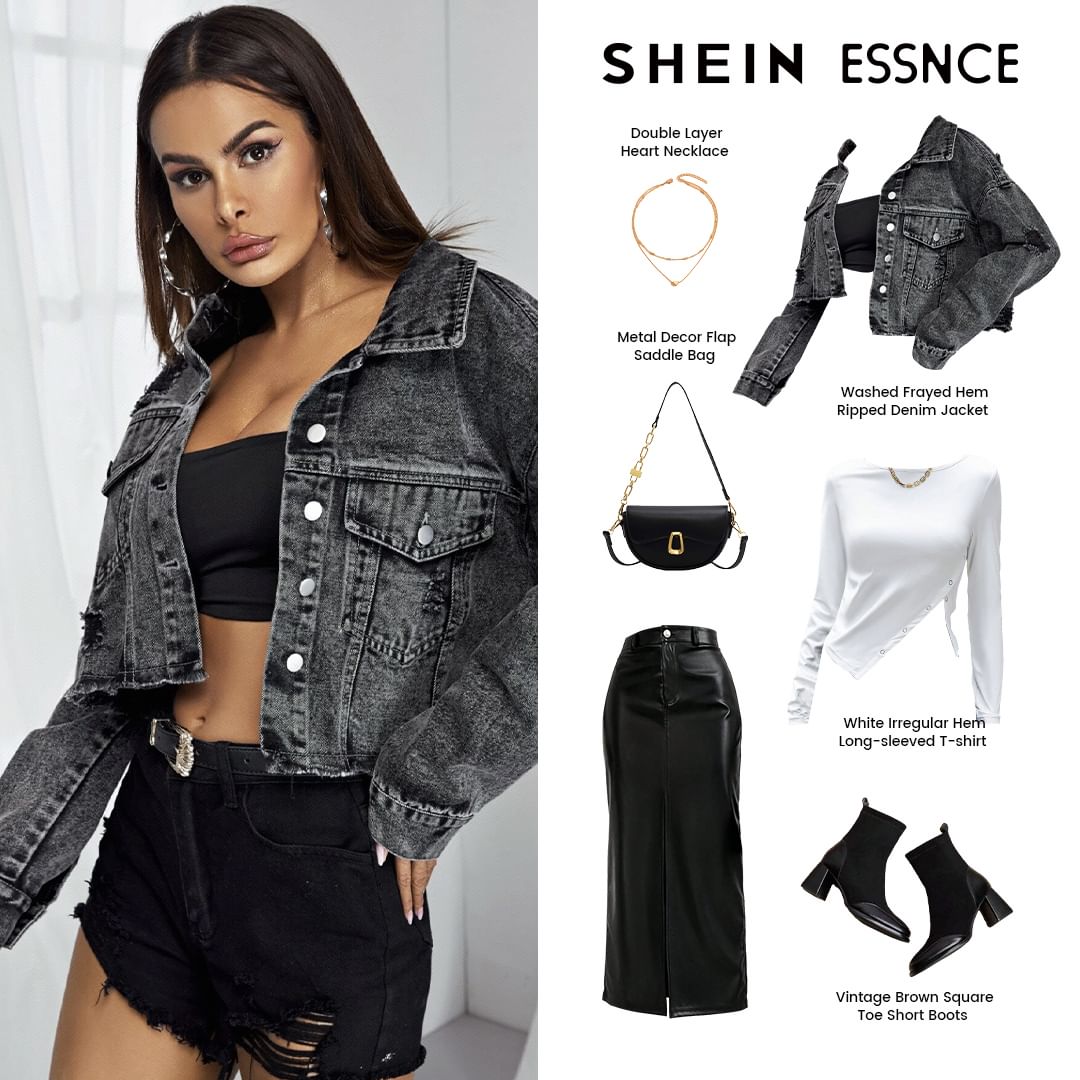 SHEIN ESSNCE
Double Layer
Heart Necklace
Metal Decor Flap
Saddle Bag
Washed Frayed Hem
Ripped Denim Jacket
White Irregular Hem
Long-sleeved T-shirt
Vintage Brown Square
Toe Short Boots